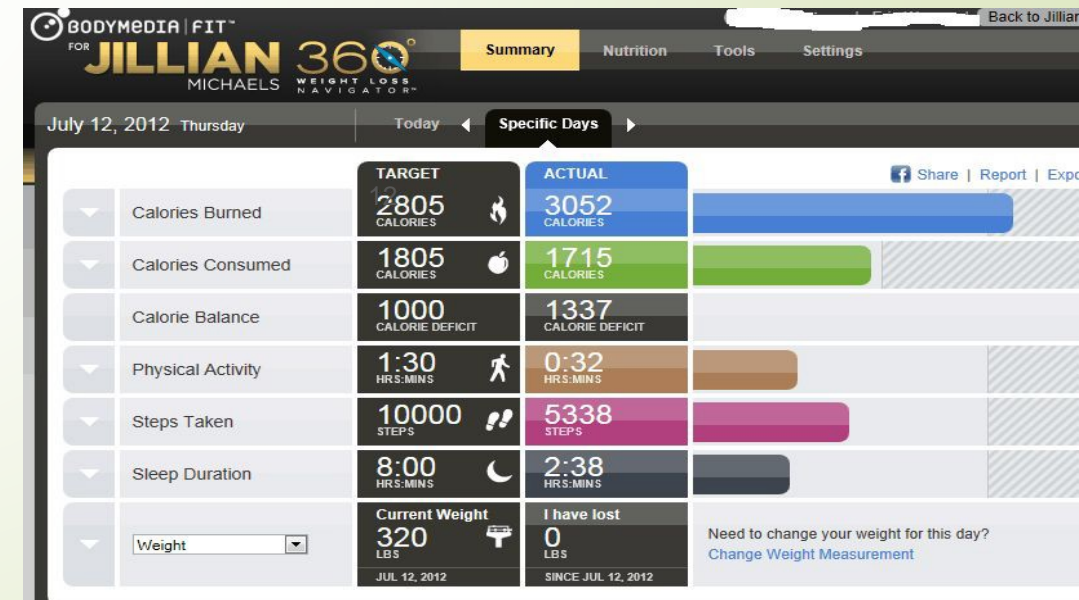 BODYMEDIA | FIT™
Back to Jillian
FOR JILLIAN 360°
MICHAELS WEIGHT LOSS NAVIGATOR™
Summary Nutrition Tools Settings
July 12, 2012 Thursday Today Specific Days
TARGET ACTUAL Share | Report | Expo
12
Calories Burned 2805 CALORIES 3052 CALORIES
Calories Consumed 1805 CALORIES 1715 CALORIES
Calorie Balance 1000 CALORIE DEFICIT 1337 CALORIE DEFICIT
Physical Activity 1:30 HRS:MINS 0:32 HRS:MINS
Steps Taken 10000 STEPS 5338 STEPS
Sleep Duration 8:00 HRS:MINS 2:38 HRS:MINS
Current Weight I have lost
Weight 320 LBS 0 LBS
Need to change your weight for this day?
Change Weight Measurement
JUL 12, 2012 SINCE JUL 12, 2012